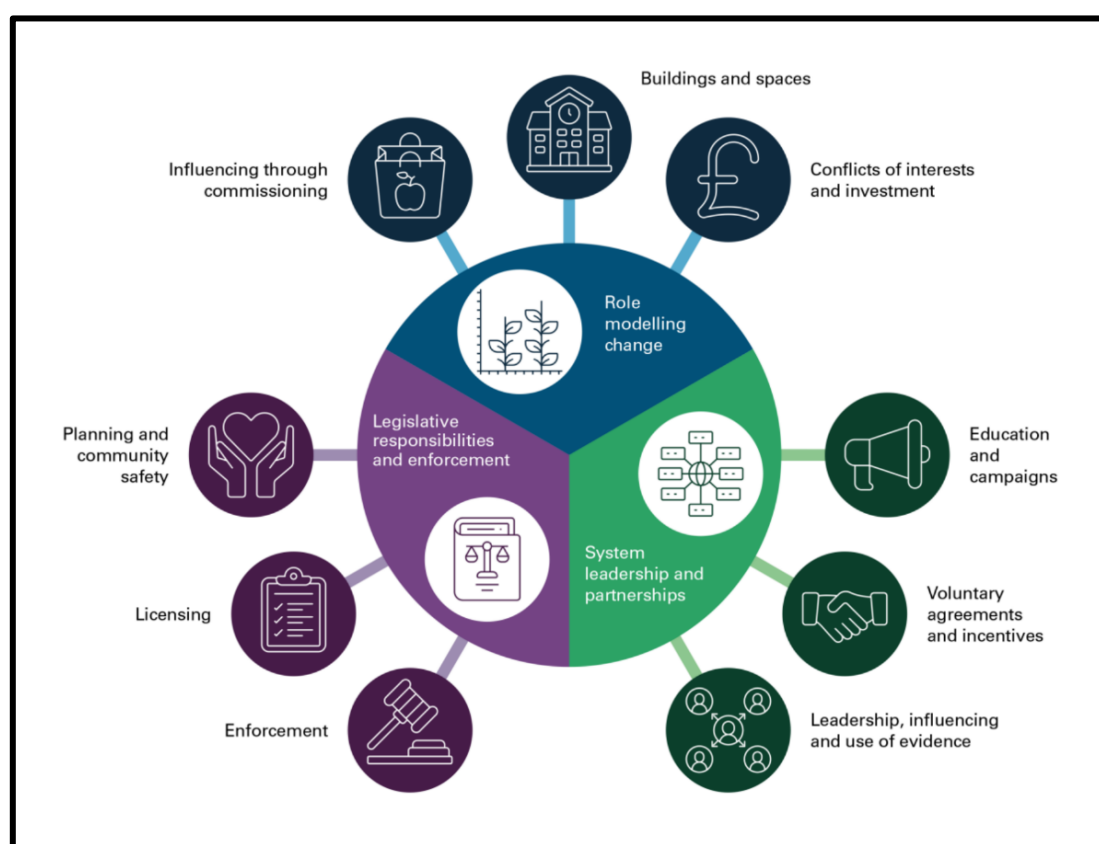 Buildings and spaces
Influencing through
commissioning
Conflicts of interests
and investment
Role
modelling
change
Legislative
responsibilities
and enforcement
Planning and
community
safety
Education
and
campaigns
System
leadership and
partnerships
Licensing
Voluntary
agreements
and incentives
Enforcement
Leadership, influencing
and use of evidence